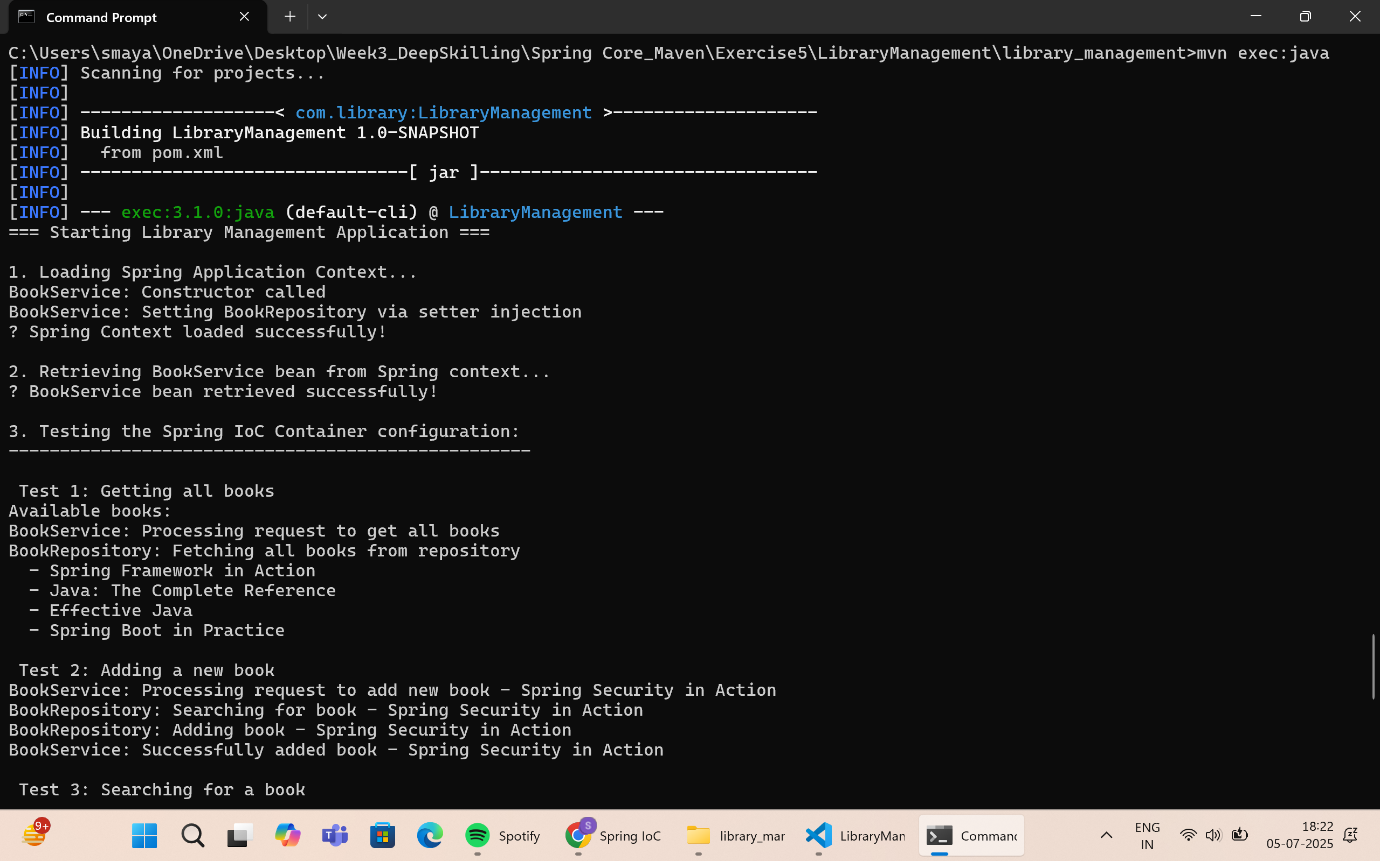 Command Prompt
C:\Users\smaya\OneDrive\Desktop\Week3_DeepSkilling\Spring Core_Maven\Exercise5\LibraryManagement\library_management>mvn exec:java
[INFO] Scanning for projects...
[INFO]
[INFO] -------------------< com.library:LibraryManagement >--------------------
[INFO] Building LibraryManagement 1.0-SNAPSHOT
[INFO]   from pom.xml
[INFO] --------------------------------[ jar ]---------------------------------
[INFO]
[INFO] --- exec:3.1.0:java (default-cli) @ LibraryManagement ---
=== Starting Library Management Application ===
1. Loading Spring Application Context...
BookService: Constructor called
BookService: Setting BookRepository via setter injection
? Spring Context loaded successfully!
2. Retrieving BookService bean from Spring context...
? BookService bean retrieved successfully!
3. Testing the Spring IoC Container configuration:
---------------------------------------------------
Test 1: Getting all books
Available books:
BookService: Processing request to get all books
BookRepository: Fetching all books from repository
- Spring Framework in Action
- Java: The Complete Reference
- Effective Java
- Spring Boot in Practice
Test 2: Adding a new book
BookService: Processing request to add new book - Spring Security in Action
BookRepository: Searching for book - Spring Security in Action
BookRepository: Adding book - Spring Security in Action
BookService: Successfully added book - Spring Security in Action
Test 3: Searching for a book
9+
Spotify
S
Spring IoC
library_mar
LibraryMan
Command
ENG
IN
18:22
05-07-2025